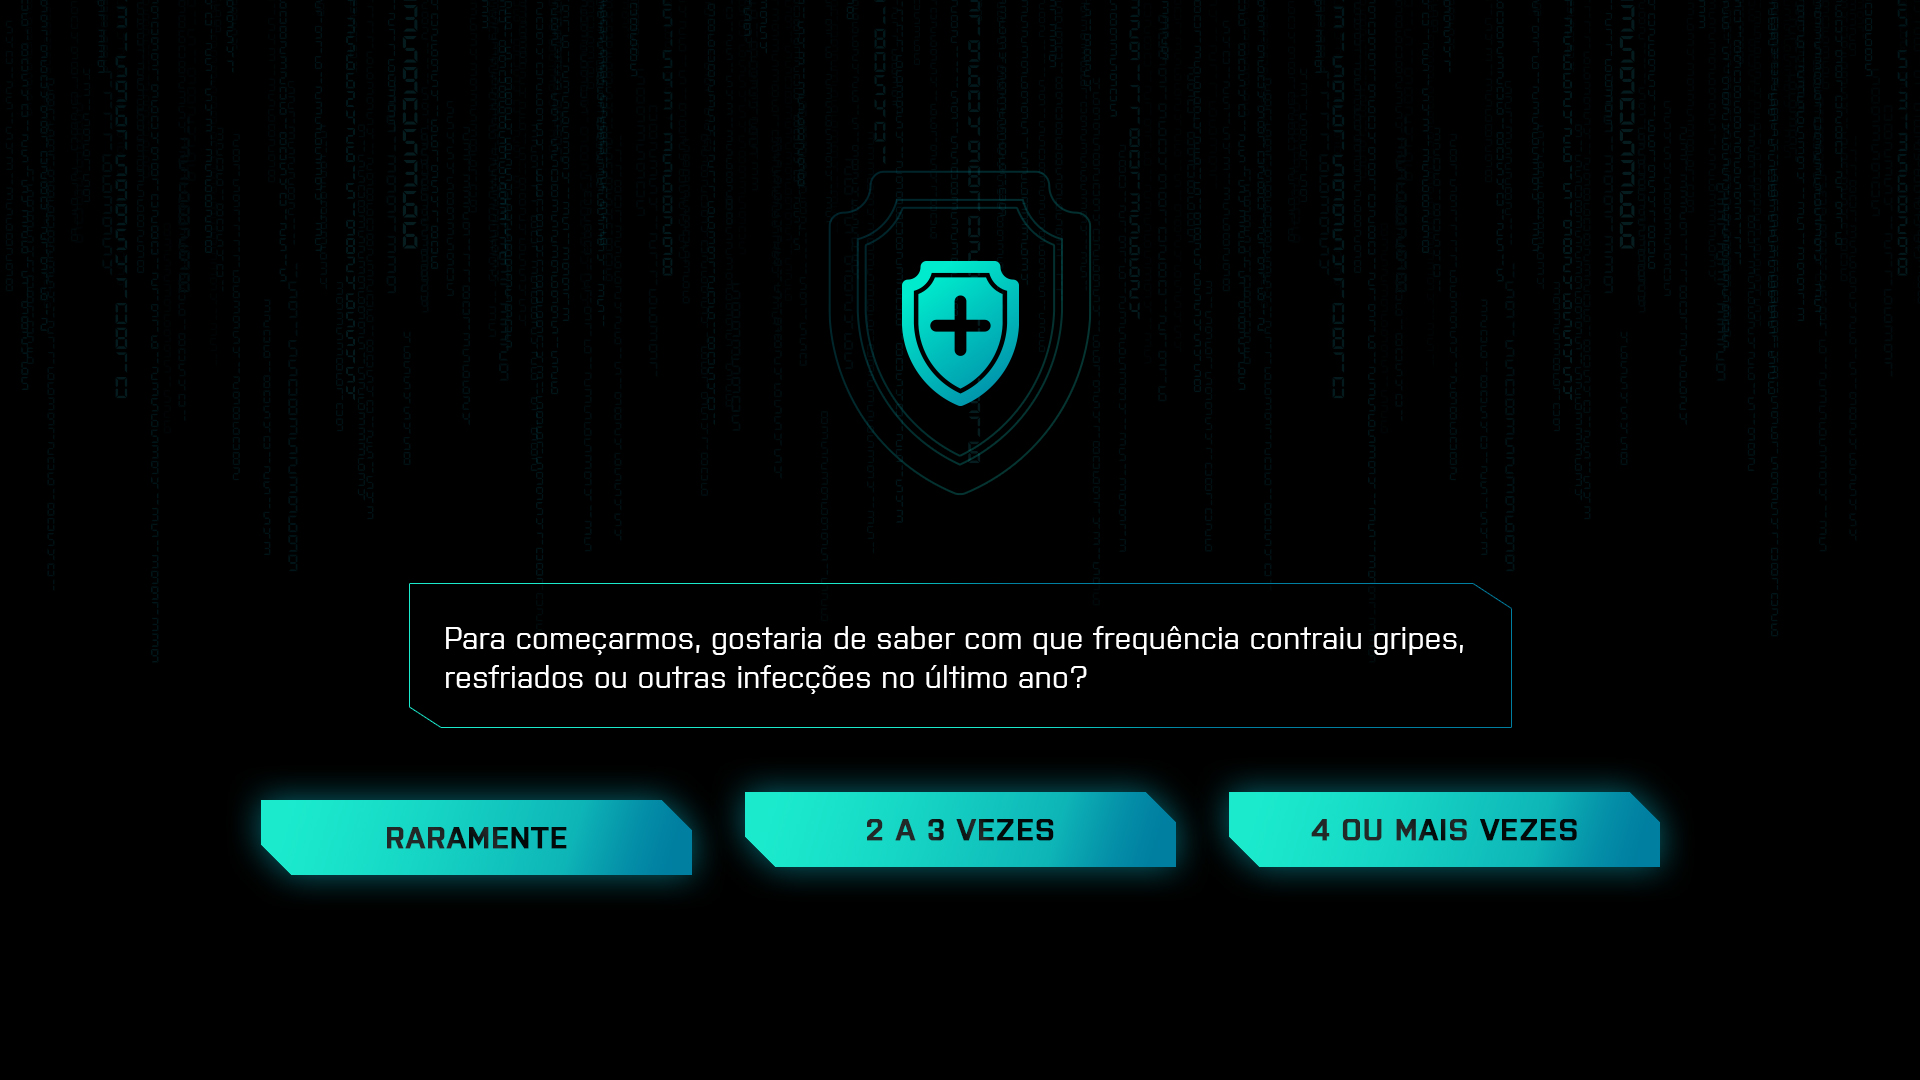 Para começarmos, gostaria de saber com que frequência contraiu gripes,
resfriados ou outras infecções no último ano?
RARAMENTE
2 A 3 VEZES
4 OU MAIS VEZES